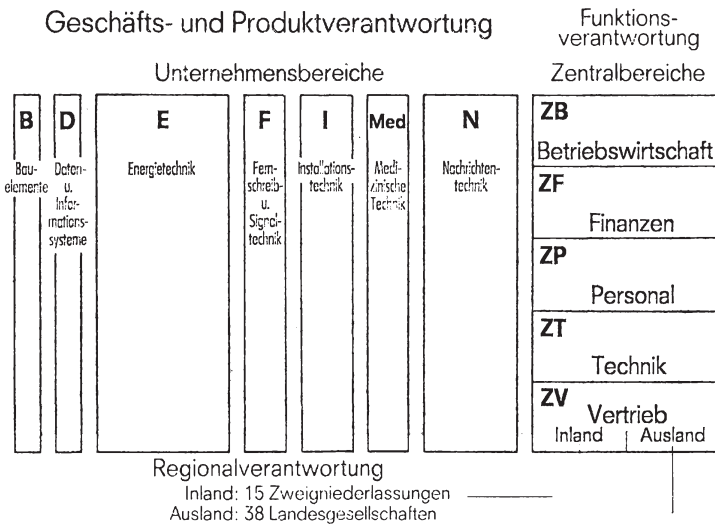 Geschäfts- und Produktverantwortung
Unternehmensbereiche
B
Bau-
elemente
D
Daten-
u.
Infor-
mations-
systeme
E
Energietechnik
F
Fern-
schreib-
u.
Signal-
technik
I
Installations-
technik
Med
Medi-
zinische
Technik
N
Nachrichten-
technik
Funktions-
verantwortung
Zentralbereiche
ZB
Betriebswirtschaft
ZF
Finanzen
ZP
Personal
ZT
Technik
ZV
Vertrieb
Inland Ausland
Regionalverantwortung
Inland: 15 Zweigniederlassungen
Ausland: 38 Landesgesellschaften